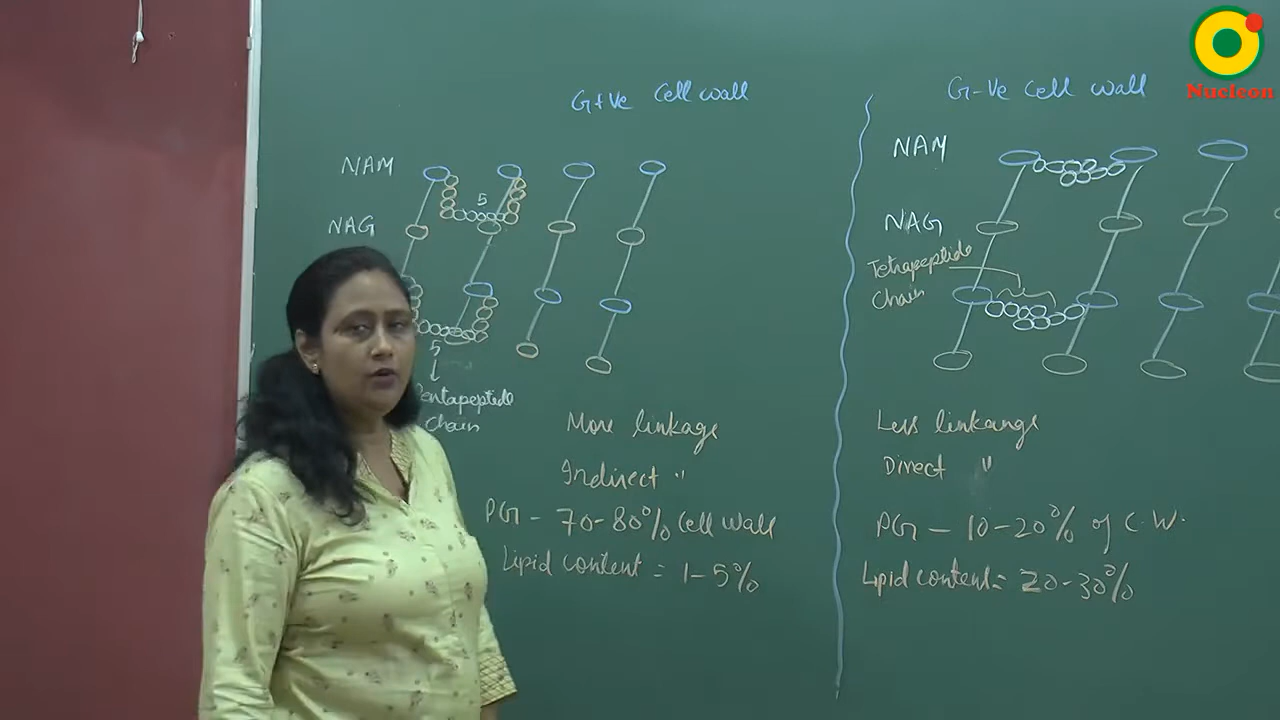 Nucleon
G+Ve Cell wall
NAM
5
NAG
5
Pentapeptide
chain
More linkage
Indirect "
PG - 70-80% Cell wall
Lipid content = 1-5%
G-Ve Cell wall
NAM
NAG
Tetrapeptide
chain
Less linkange
Direct "
PG - 10-20% of C.W.
Lipid content= 20-30%